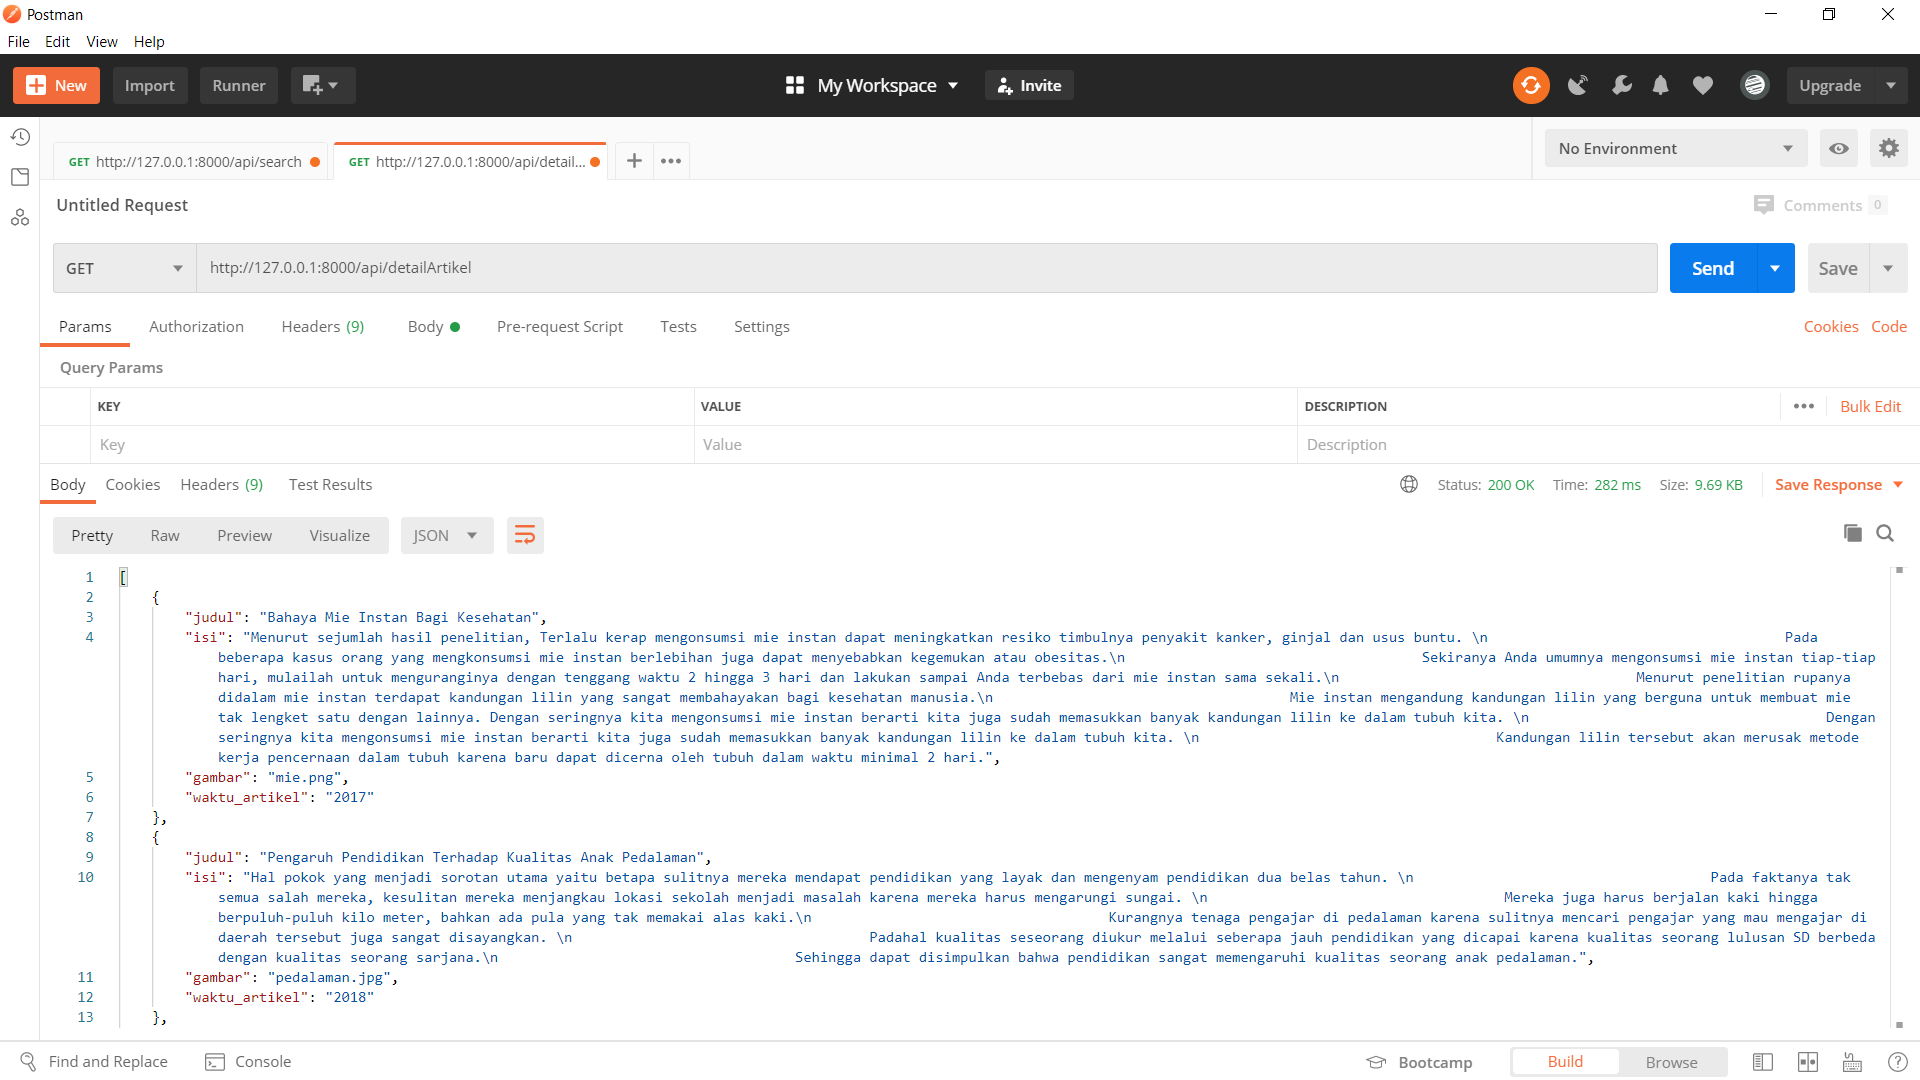 Postman
File Edit View Help
New Import Runner My Workspace Invite Upgrade
GET http://127.0.0.1:8000/api/search GET http://127.0.0.1:8000/api/detail... + ••• No Environment
Untitled Request Comments 0
GET http://127.0.0.1:8000/api/detailArtikel Send Save
Params Authorization Headers (9) Body Pre-request Script Tests Settings Cookies Code
Query Params
KEY VALUE DESCRIPTION ••• Bulk Edit
Key Value Description
Body Cookies Headers (9) Test Results Status: 200 OK Time: 282 ms Size: 9.69 KB Save Response
Pretty Raw Preview Visualize JSON
1 [
2 {
3 "judul": "Bahaya Mie Instan Bagi Kesehatan",
4 "isi": "Menurut sejumlah hasil penelitian, Terlalu kerap mengonsumsi mie instan dapat meningkatkan resiko timbulnya penyakit kanker, ginjal dan usus buntu. \n Pada
beberapa kasus orang yang mengkonsumsi mie instan berlebihan juga dapat menyebabkan kegemukan atau obesitas.\n Sekiranya Anda umumnya mengonsumsi mie instan tiap-tiap
hari, mulailah untuk menguranginya dengan tenggang waktu 2 hingga 3 hari dan lakukan sampai Anda terbebas dari mie instan sama sekali.\n Menurut penelitian rupanya
didalam mie instan terdapat kandungan lilin yang sangat membahayakan bagi kesehatan manusia.\n Mie instan mengandung kandungan lilin yang berguna untuk membuat mie
tak lengket satu dengan lainnya. Dengan seringnya kita mengonsumsi mie instan berarti kita juga sudah memasukkan banyak kandungan lilin ke dalam tubuh kita. \n Dengan
seringnya kita mengonsumsi mie instan berarti kita juga sudah memasukkan banyak kandungan lilin ke dalam tubuh kita. \n Kandungan lilin tersebut akan merusak metode
kerja pencernaan dalam tubuh karena baru dapat dicerna oleh tubuh dalam waktu minimal 2 hari.",
5 "gambar": "mie.png",
6 "waktu_artikel": "2017"
7 },
8 {
9 "judul": "Pengaruh Pendidikan Terhadap Kualitas Anak Pedalaman",
10 "isi": "Hal pokok yang menjadi sorotan utama yaitu betapa sulitnya mereka mendapat pendidikan yang layak dan mengenyam pendidikan dua belas tahun. \n Pada faktanya tak
semua salah mereka, kesulitan mereka menjangkau lokasi sekolah menjadi masalah karena mereka harus mengarungi sungai. \n Mereka juga harus berjalan kaki hingga
berpuluh-puluh kilo meter, bahkan ada pula yang tak memakai alas kaki.\n Kurangnya tenaga pengajar di pedalaman karena sulitnya mencari pengajar yang mau mengajar di
daerah tersebut juga sangat disayangkan. \n Padahal kualitas seseorang diukur melalui seberapa jauh pendidikan yang dicapai karena kualitas seorang lulusan SD berbeda
dengan kualitas seorang sarjana.\n Sehingga dapat disimpulkan bahwa pendidikan sangat memengaruhi kualitas seorang anak pedalaman.",
11 "gambar": "pedalaman.jpg",
12 "waktu_artikel": "2018"
13 },
Find and Replace Console Bootcamp Build Browse